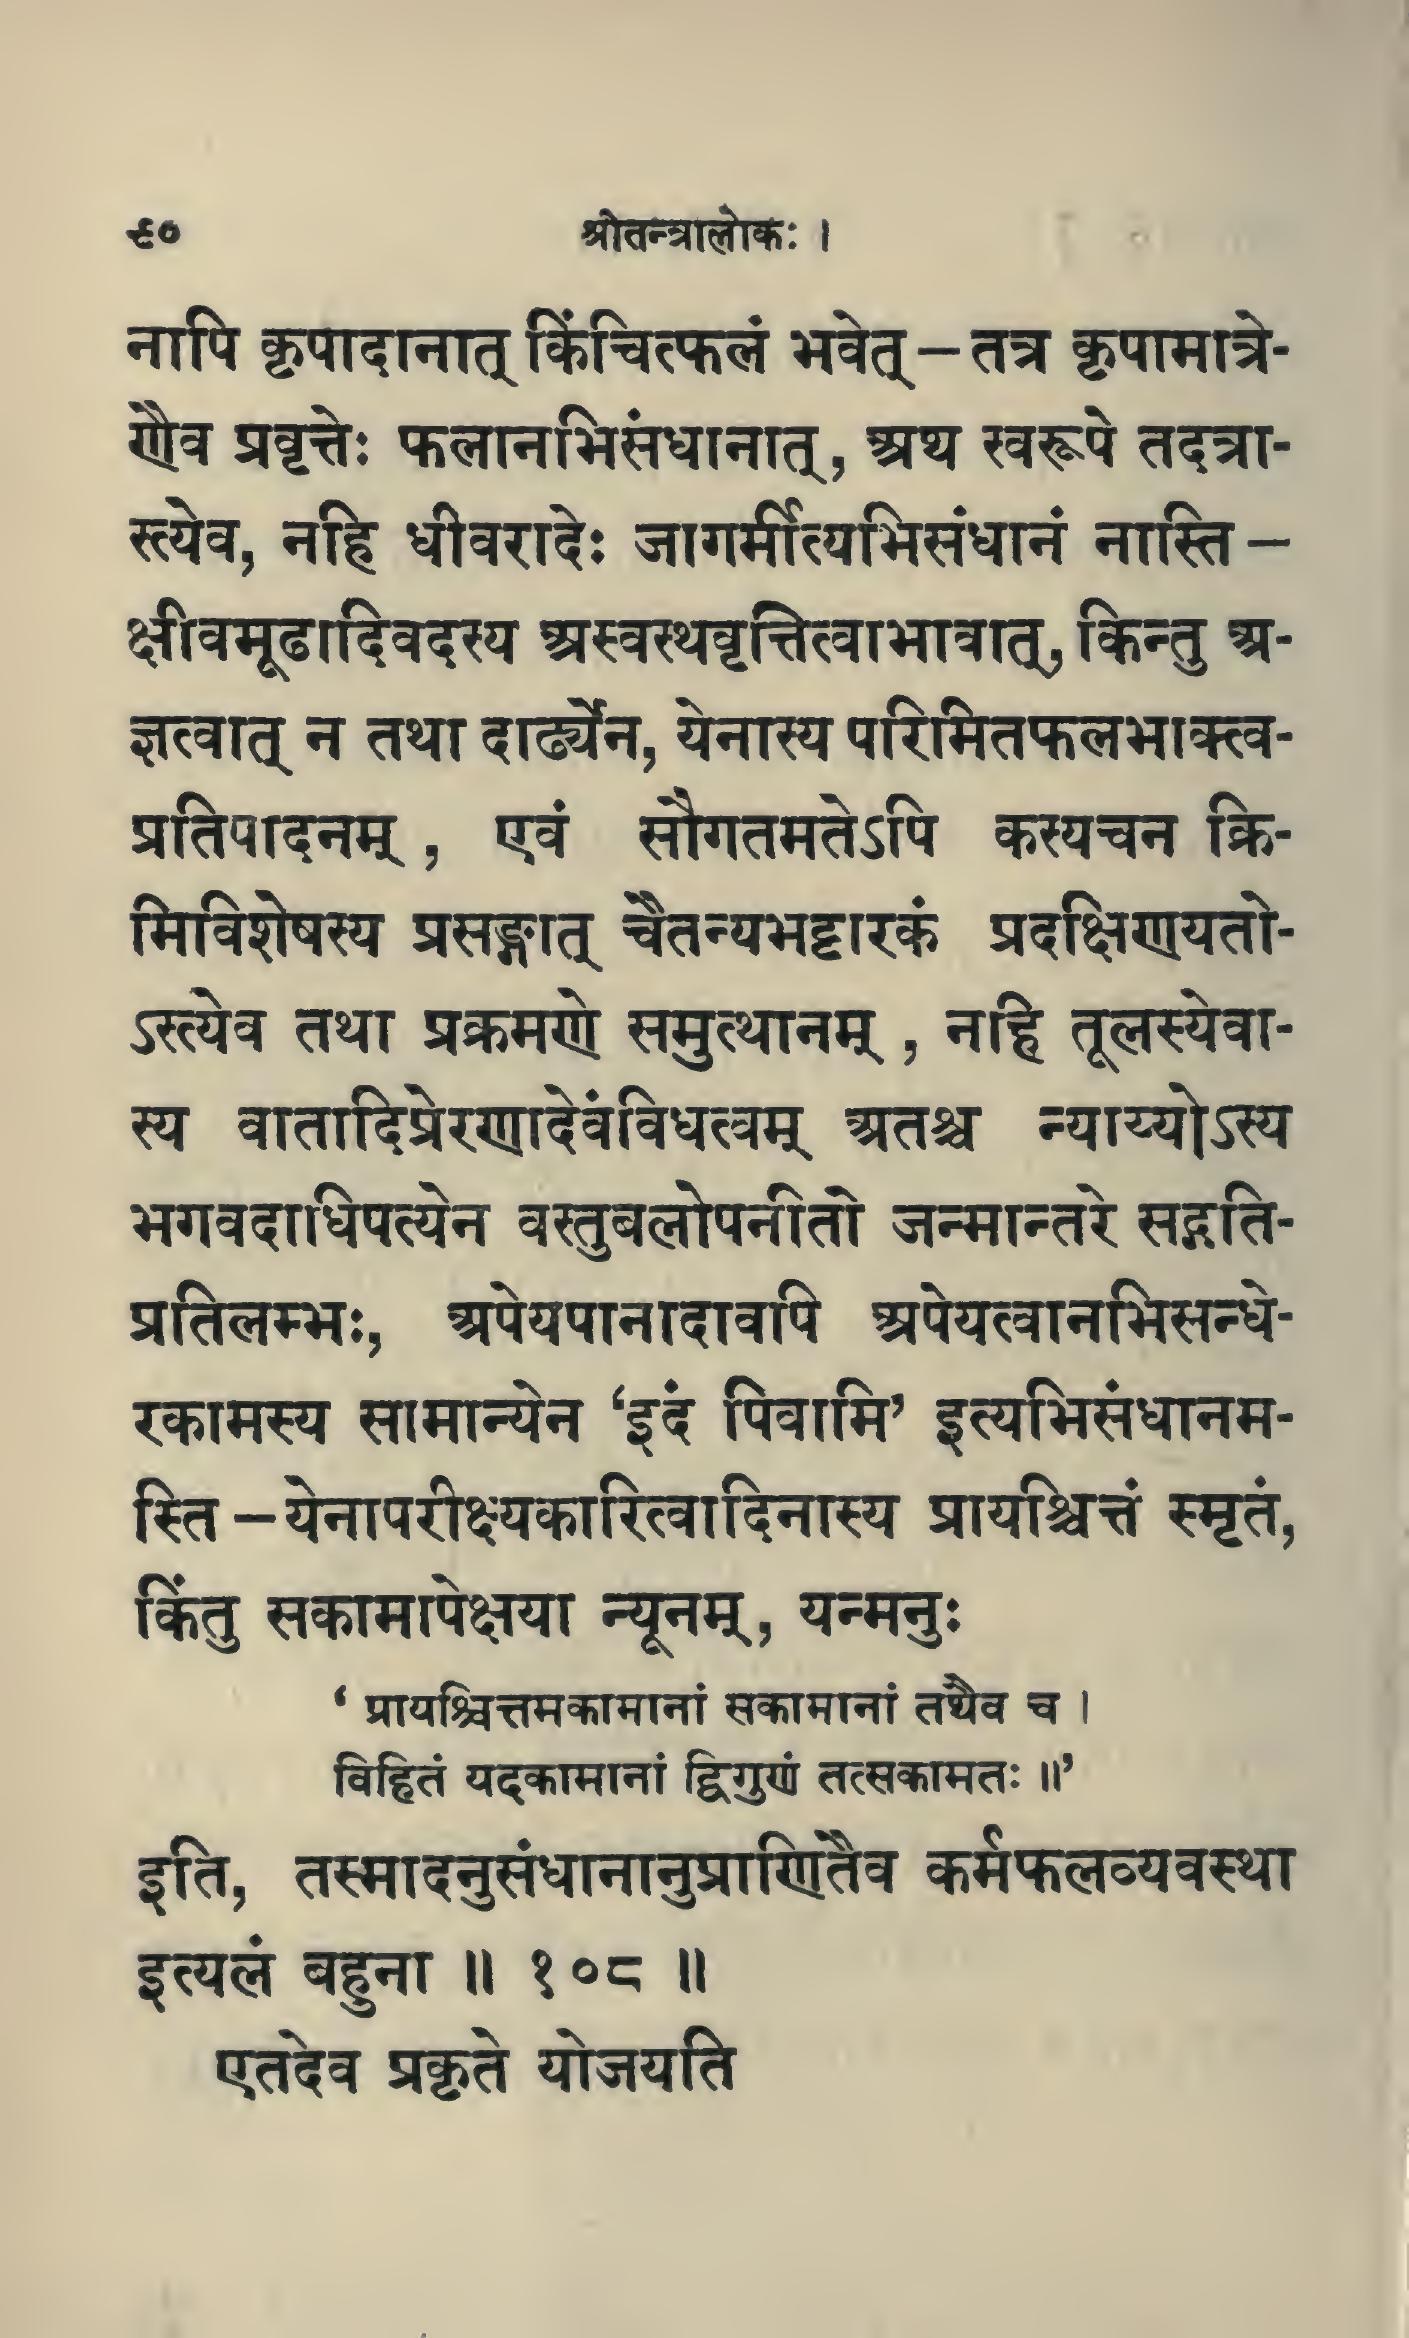 ९०
श्रीतन्त्रालोकः ।
नापि कृपादानात् किंचित्फलं भवेत् – तत्र कृपामात्रे-
णैव प्रवृत्तेः फलानभिसंधानात्, अथ स्वरूपे तदत्रा-
स्त्येव, नहि धीवरादेः जागर्मीत्यभिसंधानं नास्ति –
क्षीवमूढादिवदस्य अस्वस्थवृत्तित्वाभावात्, किन्तु अ-
ज्ञत्वात् न तथा दार्ढ्येन, येनास्य परिमितफलभाक्त्व-
प्रतिपादनम् , एवं सौगतमतेऽपि कस्यचन क्रि-
मिविशेषस्य प्रसङ्गात् चैतन्यभट्टारकं प्रदक्षिणयतो-
ऽस्त्येव तथा प्रक्रमणे समुत्थानम् , नहि तूलस्येवा-
स्य वातादिप्रेरणादेवंविधत्वम् अतश्च न्याय्योऽस्य
भगवदाधिपत्येन वस्तुबलोपनीतो जन्मान्तरे सद्गति-
प्रतिलम्भः, अपेयपानादावपि अपेयत्वानभिसन्धे-
रकामस्य सामान्येन ‘इदं पिवामि’ इत्यभिसंधानम-
स्ति – येनापरीक्ष्यकारित्वादिनास्य प्रायश्चित्तं स्मृतं,
किंतु सकामापेक्षया न्यूनम्, यन्मनुः
‘ प्रायश्चित्तमकामानां सकामानां तथैव च ।
विहितं यदकामानां द्विगुणं तत्सकामतः ॥’
इति, तस्मादनुसंधानानुप्राणितैव कर्मफलव्यवस्था
इत्यलं बहुना ॥ १०८ ॥
एतदेव प्रकृते योजयति